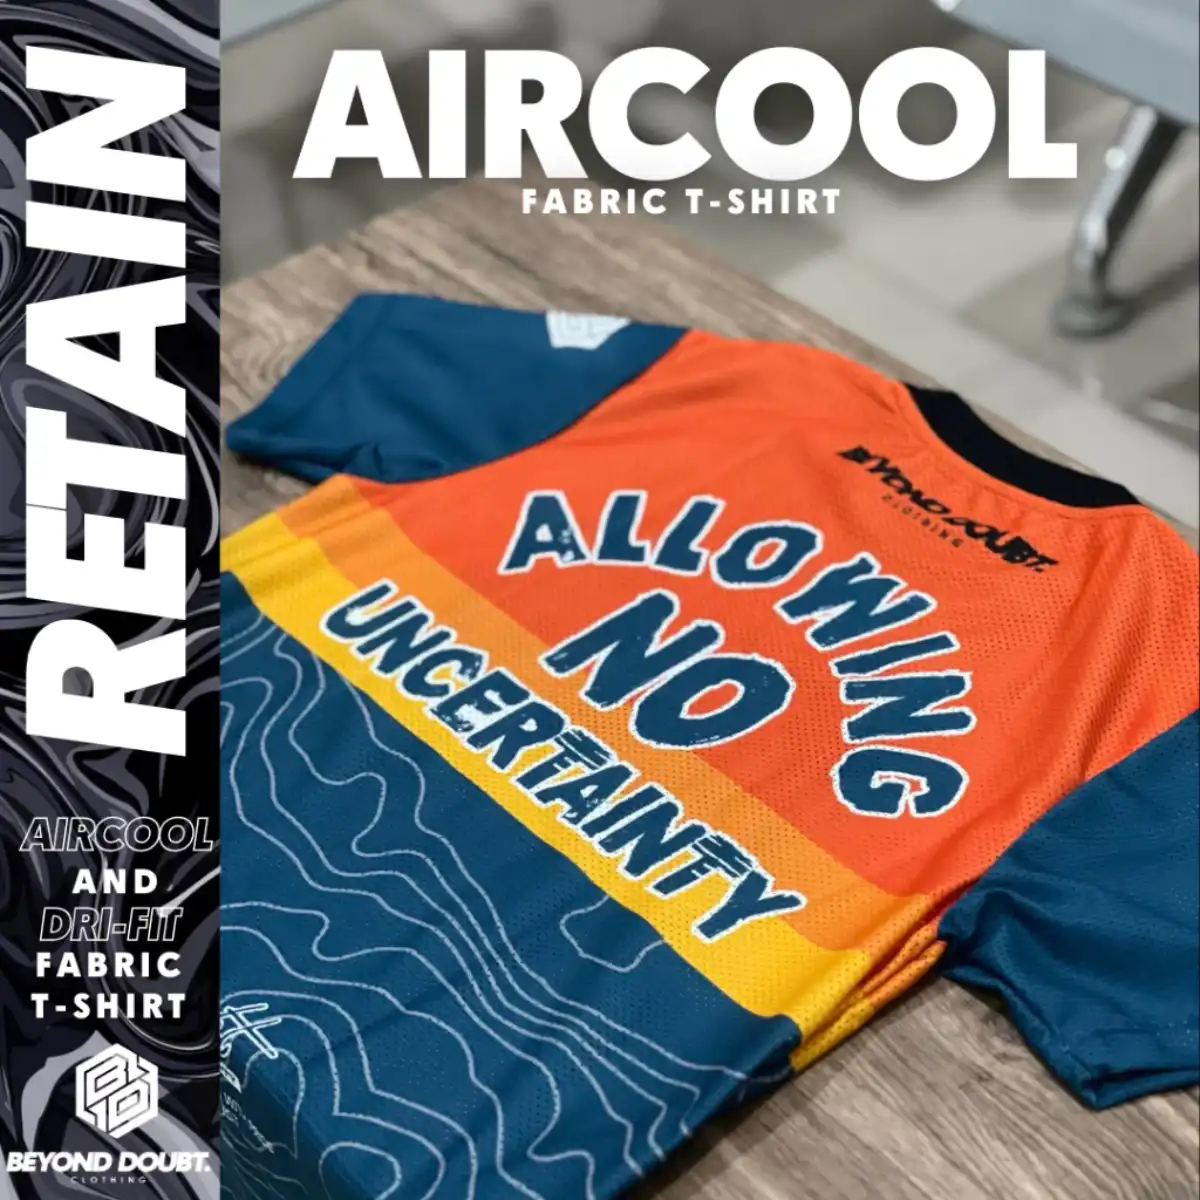 RETAIN
AIRCOOL
AND
DRI-FIT
FABRIC
T-SHIRT
BEYOND DOUBT.
CLOTHING
AIRCOOL
FABRIC T-SHIRT
BEYOND DOUBT.
CLOTHING
ALLOWING
NO
UNCERTAINTY